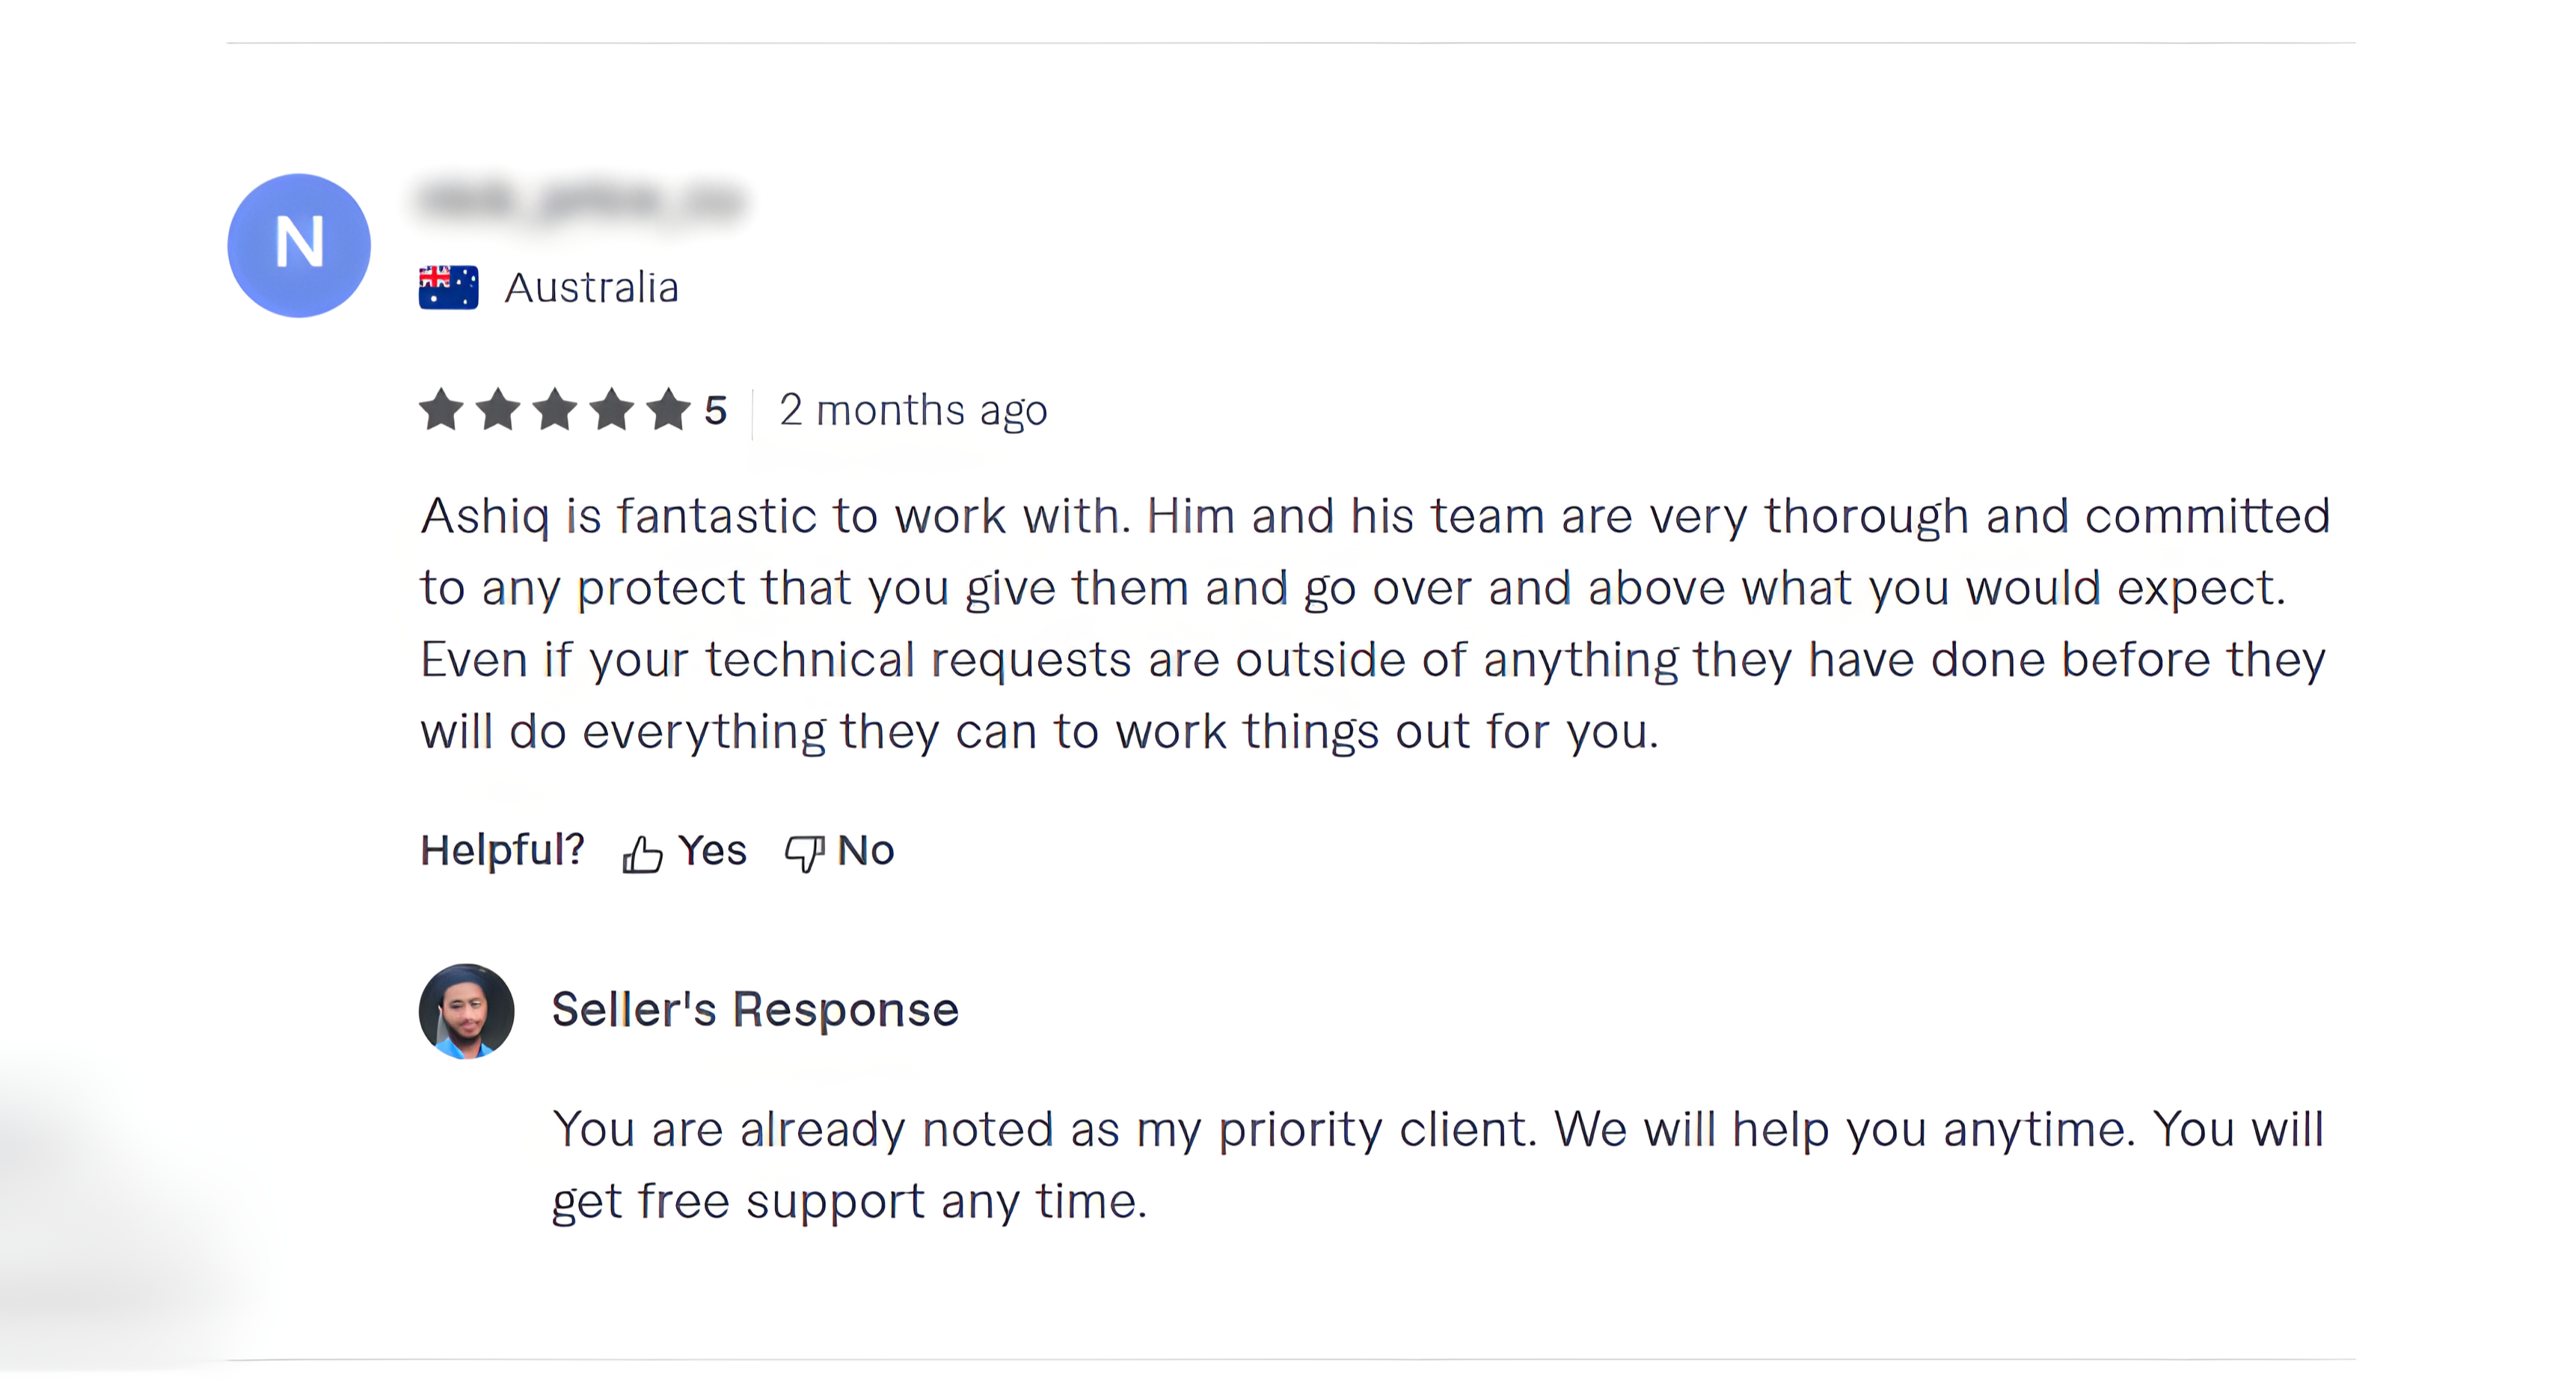 N
Australia
5 2 months ago
Ashiq is fantastic to work with. Him and his team are very thorough and committed
to any protect that you give them and go over and above what you would expect.
Even if your technical requests are outside of anything they have done before they
will do everything they can to work things out for you.
Helpful? Yes No
Seller's Response
You are already noted as my priority client. We will help you anytime. You will
get free support any time.